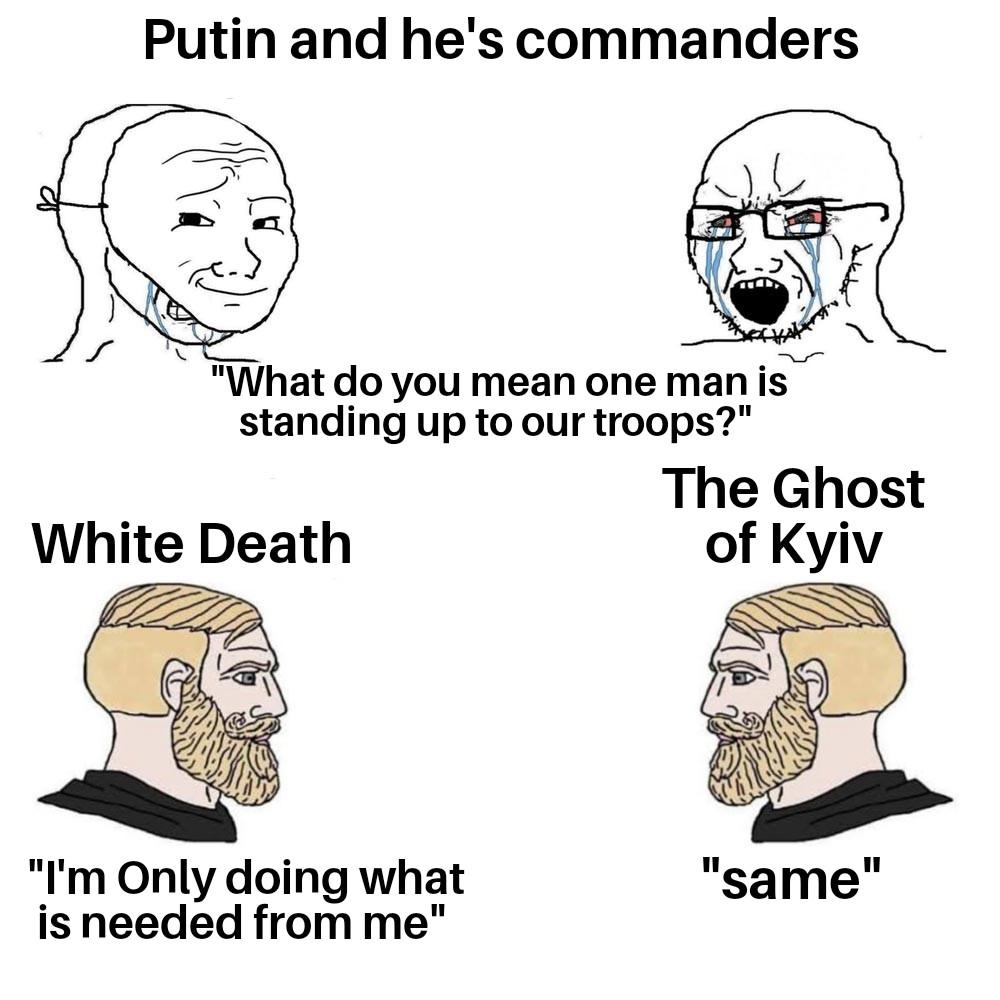 Putin and he's commanders
"What do you mean one man is
standing up to our troops?"
White Death
The Ghost
of Kyiv
"I'm Only doing what
is needed from me"
"same"